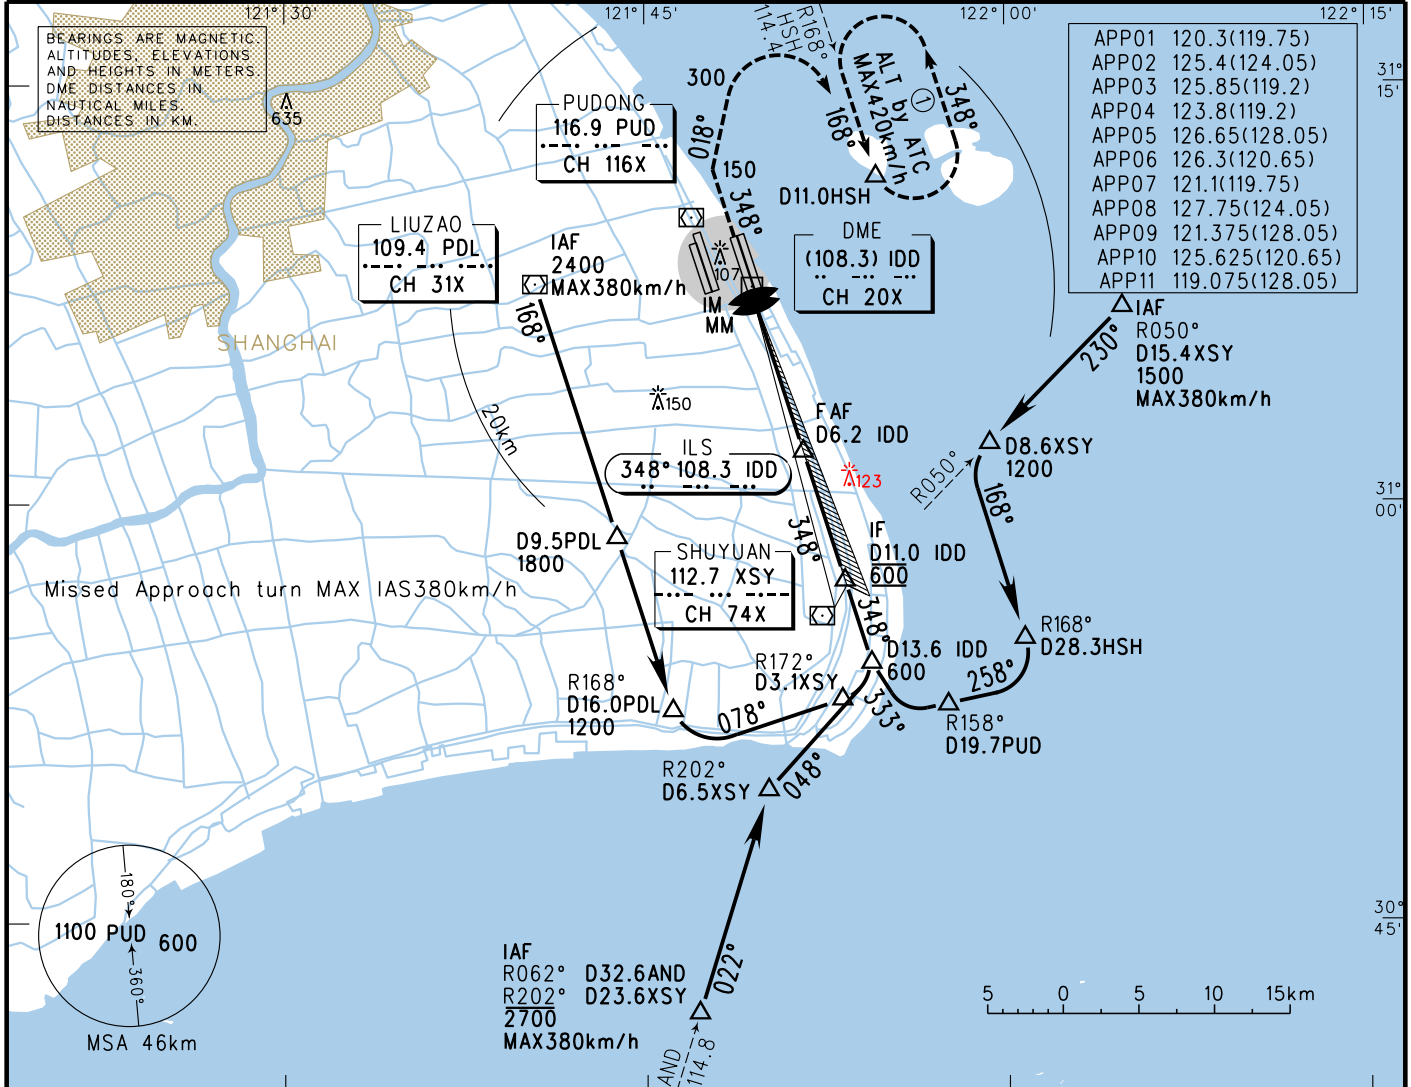 121° 30'
121° 45'
122° 00'
122° 15'
BEARINGS ARE MAGNETIC.
ALTITUDES, ELEVATIONS
AND HEIGHTS IN METERS.
DME DISTANCES IN
NAUTICAL MILES.
DISTANCES IN KM.
635
R168°
HSH
114.4
APP01 120.3(119.75)
APP02 125.4(124.05)
APP03 125.85(119.2)
APP04 123.8(119.2)
APP05 126.65(128.05)
APP06 126.3(120.65)
APP07 121.1(119.75)
APP08 127.75(124.05)
APP09 121.375(128.05)
APP10 125.625(120.65)
APP11 119.075(128.05)
31°
15'
300
018°
150
348°
168°
ALT by ATC
MAX420km/h
1
348°
D11.0HSH
PUDONG
116.9 PUD
CH 116X
LIUZAO
109.4 PDL
CH 31X
IAF
2400
MAX380km/h
168°
107
IM
MM
DME
(108.3) IDD
CH 20X
SHANGHAI
20km
150
IAF
R050°
D15.4XSY
1500
MAX380km/h
230°
D8.6XSY
1200
R050°
168°
FAF
D6.2 IDD
ILS
348° 108.3 IDD
123
31°
00'
348°
IF
D11.0 IDD
600
D9.5PDL
1800
SHUYUAN
112.7 XSY
CH 74X
Missed Approach turn MAX IAS380km/h
348°
D13.6 IDD
600
R168°
D28.3HSH
258°
R158°
D19.7PUD
333°
R172°
D3.1XSY
R168°
D16.0PDL
1200
078°
R202°
D6.5XSY
048°
180°
1100 PUD 600
360°
MSA 46km
30°
45'
022°
IAF
R062° D32.6AND
R202° D23.6XSY
2700
MAX380km/h
AND
114.8
5 0 5 10 15km